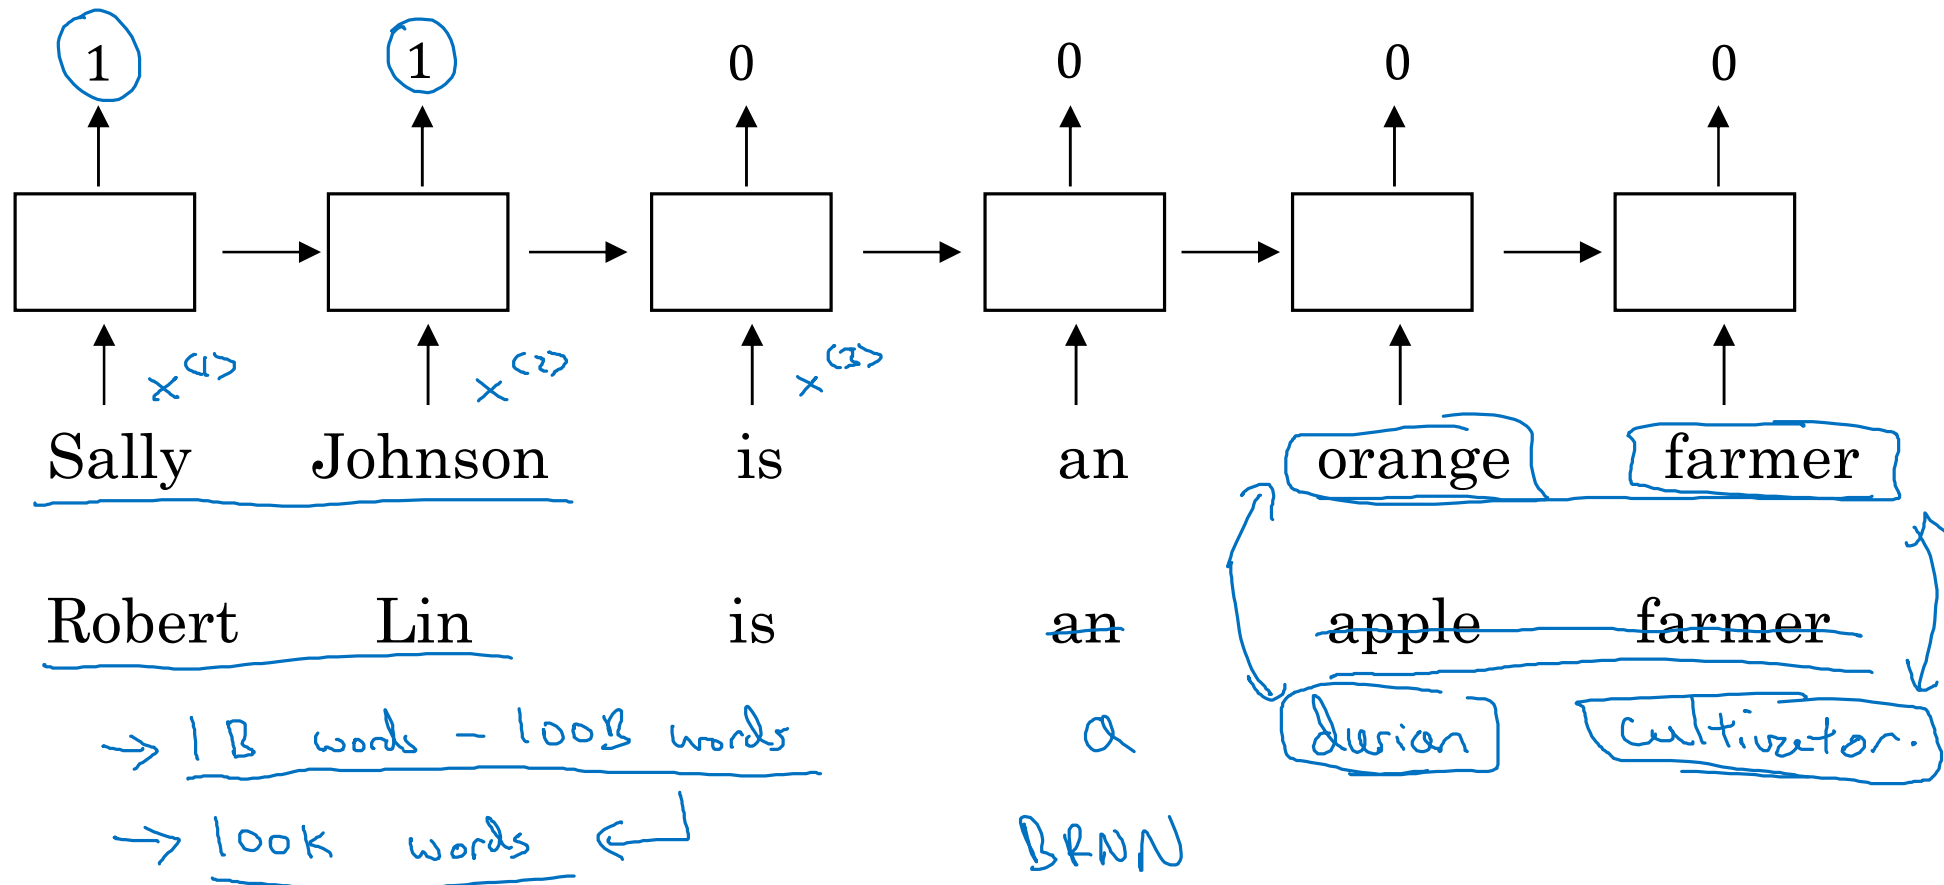 1 1 0 0 0 0
x<1> x<2> x<3>
Sally Johnson is an orange farmer
Robert Lin is an apple farmer
→ 1B words - 100B words a durian cultivator.
→ 100k words ← BRNN